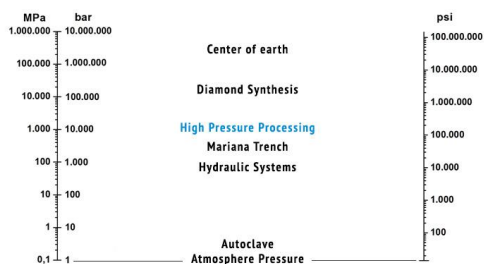 MPa bar psi
1.000.000 10.000.000
100.000.000
Center of earth
100.000 1.000.000
10.000.000
Diamond Synthesis
10.000 100.000
1.000.000
High Pressure Processing
1.000 10.000
100.000
Mariana Trench
100 1.000
Hydraulic Systems
10.000
10 100
1.000
1 10
100
Autoclave
0,1 1
Atmosphere Pressure